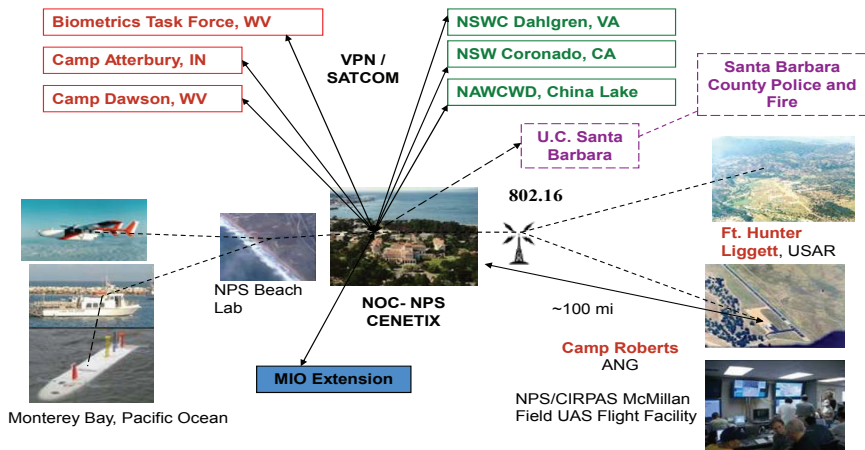 Biometrics Task Force, WV
Camp Atterbury, IN
Camp Dawson, WV
VPN /
SATCOM
NSWC Dahlgren, VA
NSW Coronado, CA
NAWCWD, China Lake
Santa Barbara
County Police and
Fire
U.C. Santa
Barbara
802.16
Ft. Hunter
Liggett, USAR
NPS Beach
Lab
NOC- NPS
CENETIX
~100 mi
Camp Roberts
ANG
MIO Extension
NPS/CIRPAS McMillan
Field UAS Flight Facility
Monterey Bay, Pacific Ocean